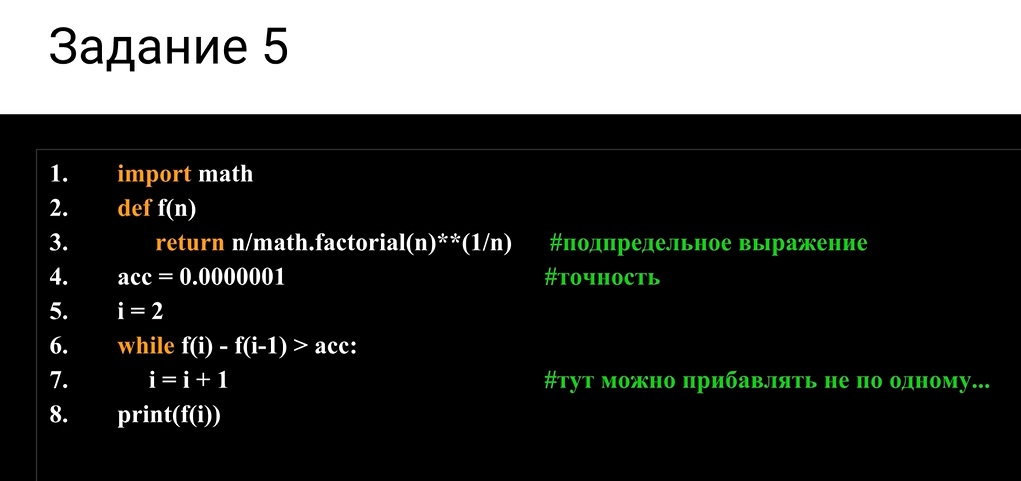 Задание 5
1. import math
2. def f(n)
3. return n/math.factorial(n)**(1/n) #подпредельное выражение
4. acc = 0.0000001 #точность
5. i = 2
6. while f(i) - f(i-1) > acc:
7. i = i + 1 #тут можно прибавлять не по одному...
8. print(f(i))